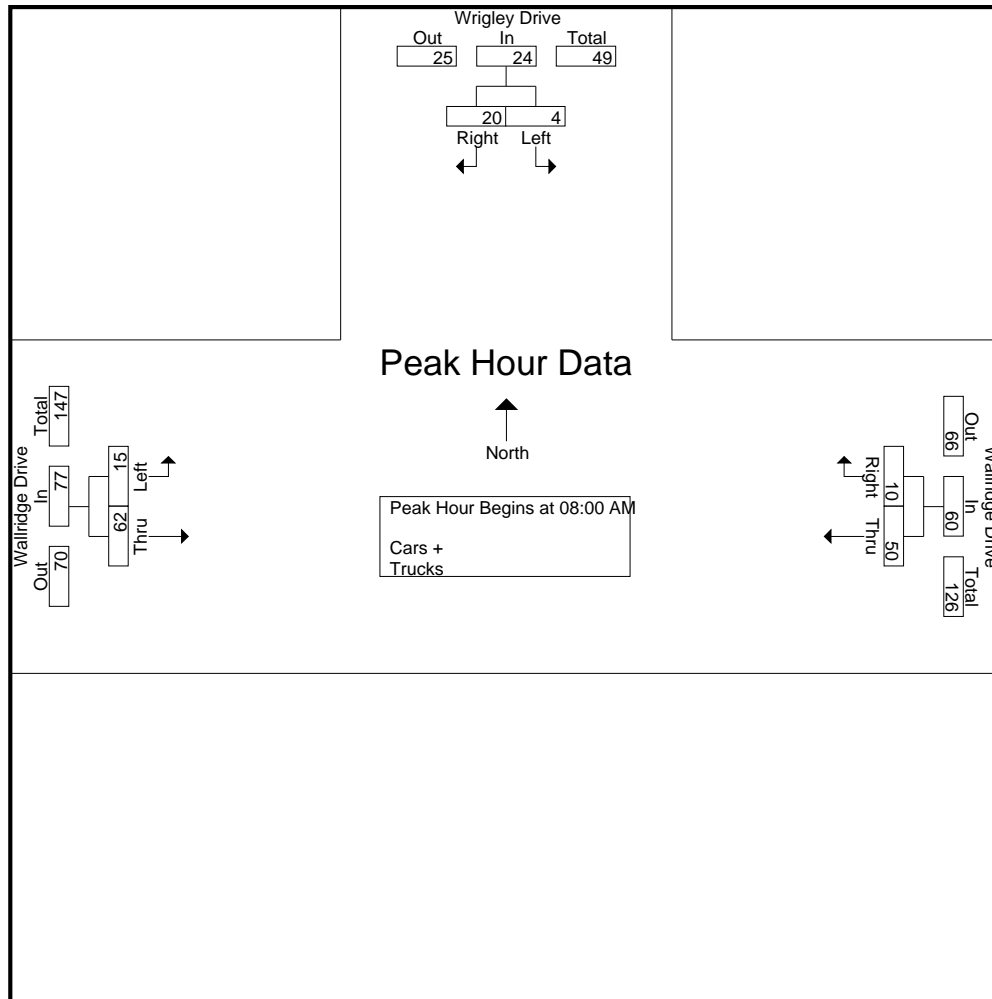 Wrigley Drive
Out In Total
25 24 49
20 4
Right Left
Peak Hour Data
North
Peak Hour Begins at 08:00 AM
Cars +
Trucks
Wallridge Drive
Out In Total
70 77 147
62 15
Thru Left
Wallridge Drive
Out In Total
66 60 126
10 50
Right Thru